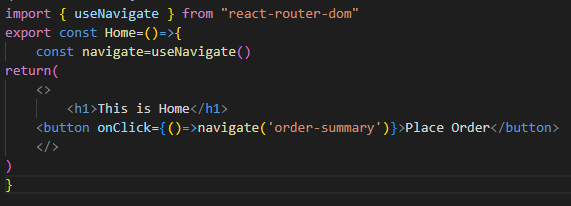 import { useNavigate } from "react-router-dom"
export const Home=()=>{
    const navigate=useNavigate()
return(
    <>
        <h1>This is Home</h1>
    <button onClick={()=>navigate('order-summary')}>Place Order</button>
    </>
)
}